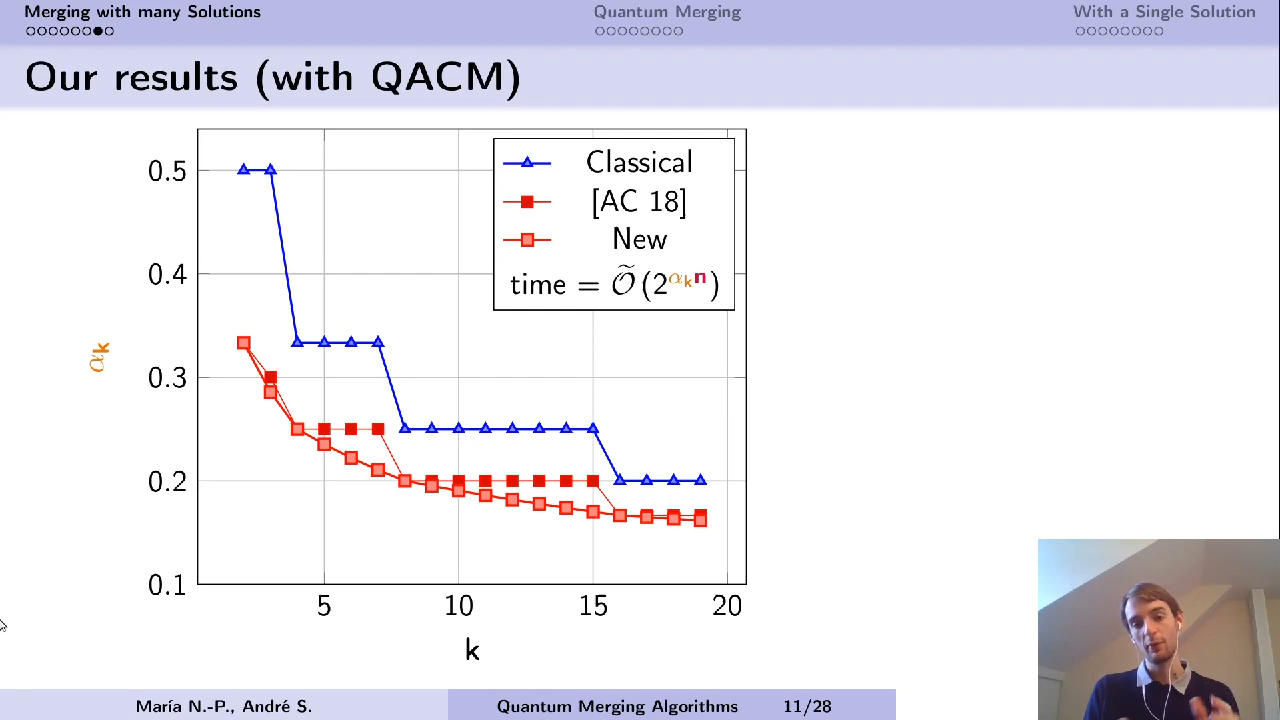 Merging with many Solutions
Quantum Merging
With a Single Solution
Our results (with QACM)
0.5
0.4
0.3
0.2
0.1
αk
Classical
[AC 18]
New
time = Õ(2^{αk n})
5
10
15
20
k
María N.-P., André S.
Quantum Merging Algorithms
11/28